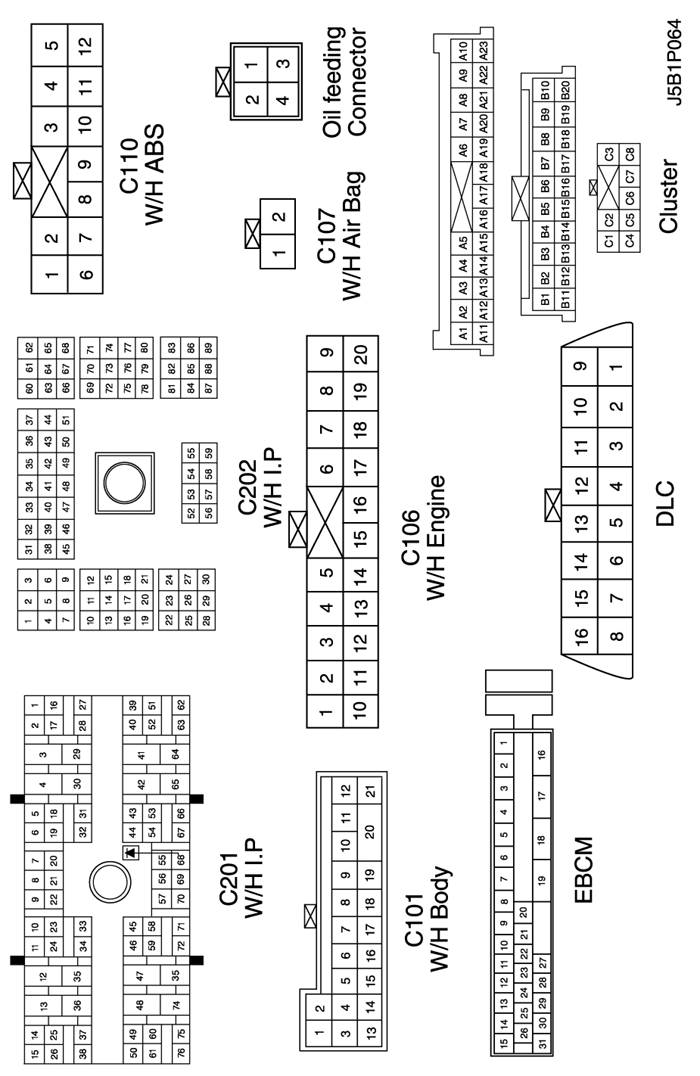 15 14 13 12 11 10 9 8 7 6 5 4 3 2 1
26 25 24 23 22 21 20 19 18 17 16
38 37 36 35 34 33 32 31 30 29 28 27
50 49 48 47 46 45 57 56 55 44 43 42 41 40 39
61 60 59 58 54 53 52 51
76 75 74 35 72 71 70 69 68 67 66 65 64 63 62
C201
W/H I.P
1 2 3
4 5 6
7 8 9
10 11 12
13 14 15
16 17 18
19 20 21
22 23 24
25 26 27
28 29 30
31 32 33 34 35 36 37
38 39 40 41 42 43 44
45 46 47 48 49 50 51
52 53 54 55
56 57 58 59
60 61 62
63 64 65
66 67 68
69 70 71
72 73 74
75 76 77
78 79 80
81 82 83
84 85 86
87 88 89
C202
W/H I.P
1 2 3 4 5
6 7 8 9 10 11 12
C110
W/H ABS
1 2
3 4 5 6 7 8 9 10 11 12
13 14 15 16 17 18 19 20 21
C101
W/H Body
1 2 3 4 5 6 7 8 9
10 11 12 13 14 15 16 17 18 19 20
C106
W/H Engine
1 2
C107
W/H Air Bag
2 1
4 3
Oil feeding
Connector
15 14 13 12 11 10 9 8 7 6 5 4 3 2 1
26 25 24 23 22 21 20
31 30 29 28 27 19 18 17 16
EBCM
16 15 14 13 12 11 10 9
8 7 6 5 4 3 2 1
DLC
A1 A2 A3 A4 A5 A6 A7 A8 A9 A10
A11 A12 A13 A14 A15 A16 A17 A18 A19 A20 A21 A22 A23
B1 B2 B3 B4 B5 B6 B7 B8 B9 B10
B11 B12 B13 B14 B15 B16 B17 B18 B19 B20
C1 C2 C3
C4 C5 C6 C7 C8
Cluster
J5B1P064